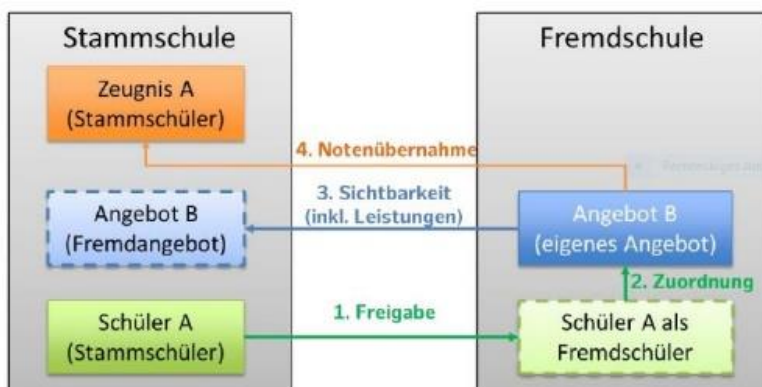 Stammschule
Fremdschule
Zeugnis A
(Stammschüler)
4. Notenübernahme
3. Sichtbarkeit
(inkl. Leistungen)
Angebot B
(Fremdangebot)
Angebot B
(eigenes Angebot)
2. Zuordnung
1. Freigabe
Schüler A
(Stammschüler)
Schüler A als
Fremdschüler